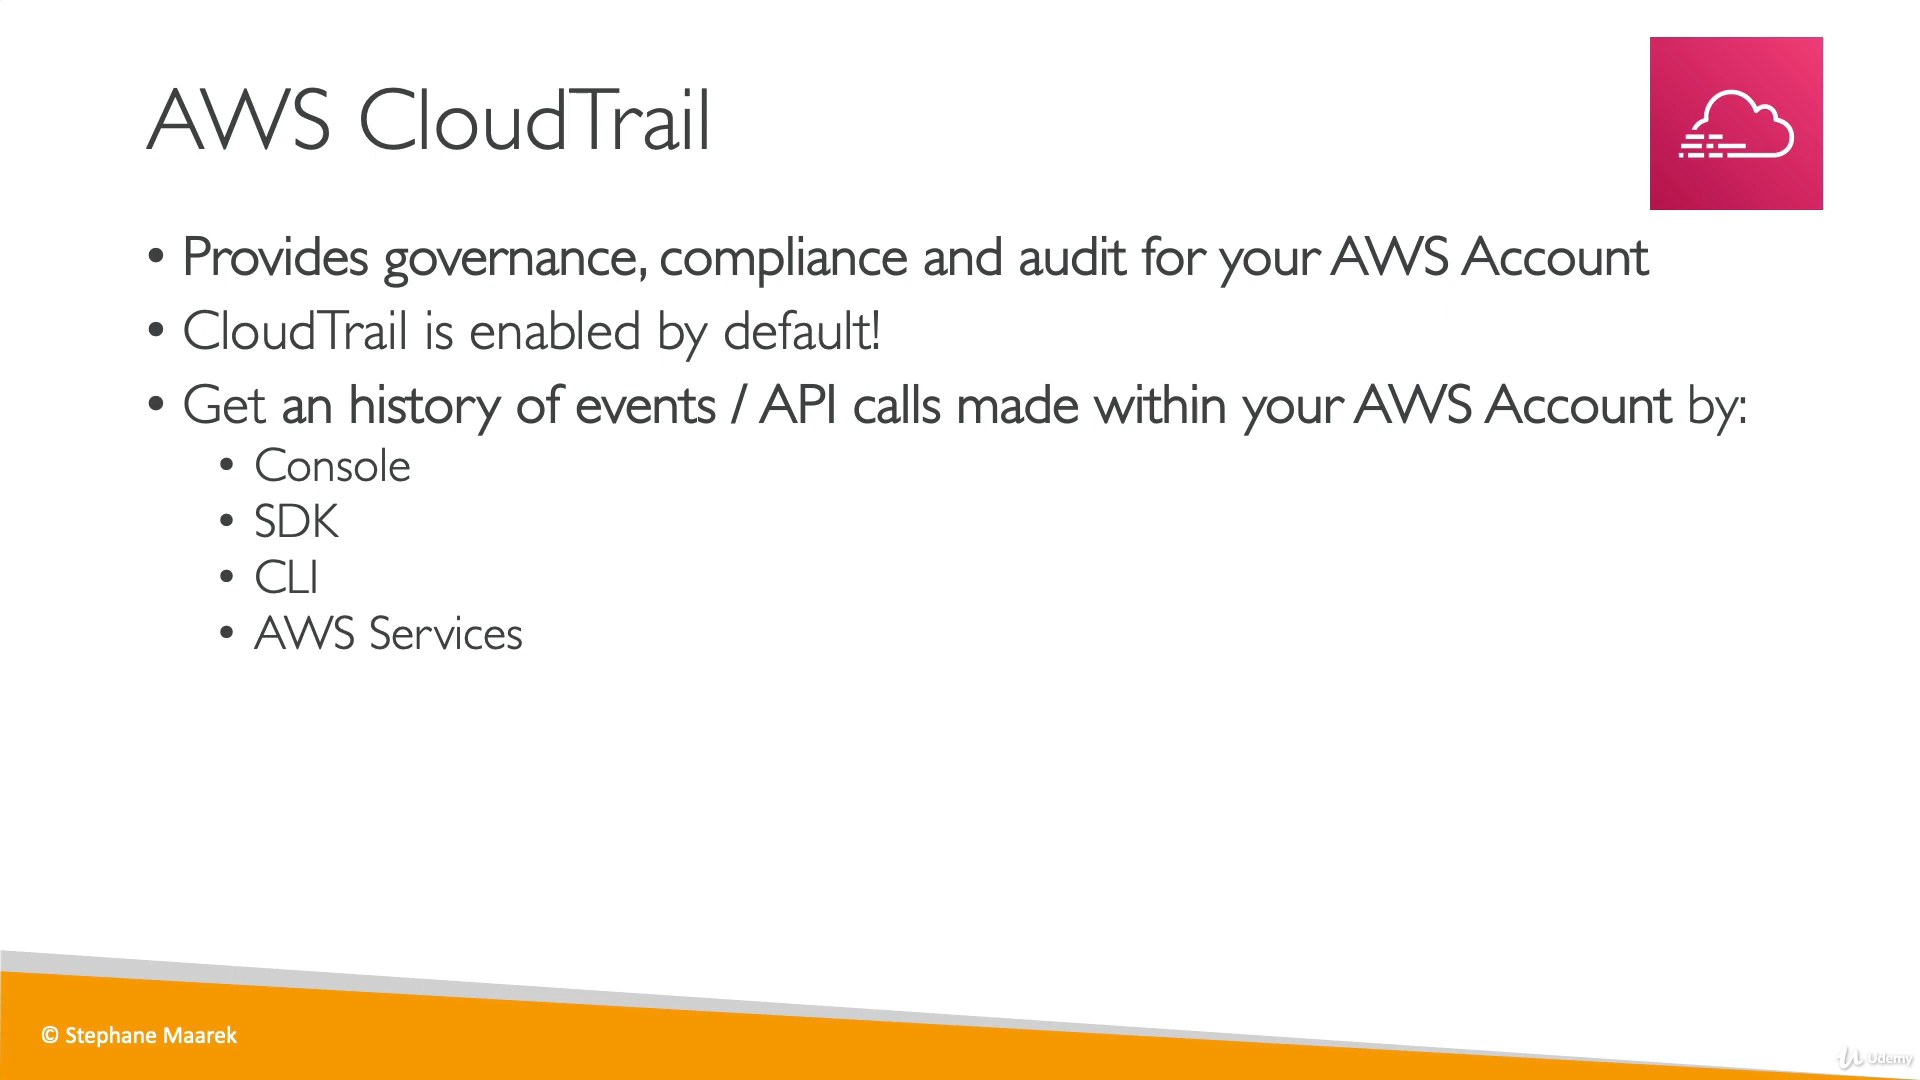 AWS CloudTrail
• Provides governance, compliance and audit for your AWS Account
• CloudTrail is enabled by default!
• Get an history of events / API calls made within your AWS Account by:
• Console
• SDK
• CLI
• AWS Services
© Stephane Maarek
Udemy